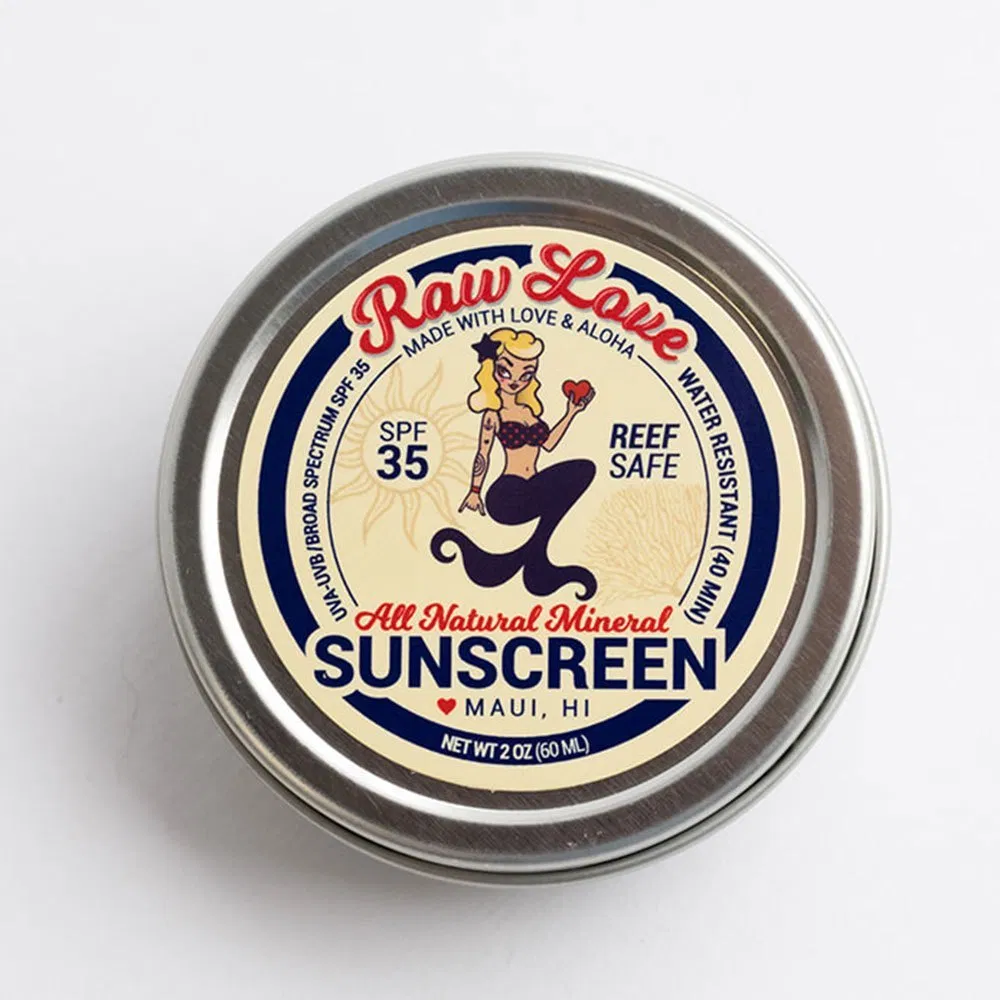 Raw Love
MADE WITH LOVE & ALOHA
UVA-UVB/BROAD SPECTRUM SPF 35
WATER RESISTANT (40 MIN)
SPF
35
REEF
SAFE
All Natural Mineral
SUNSCREEN
MAUI, HI
NET WT 2 OZ (60 ML)